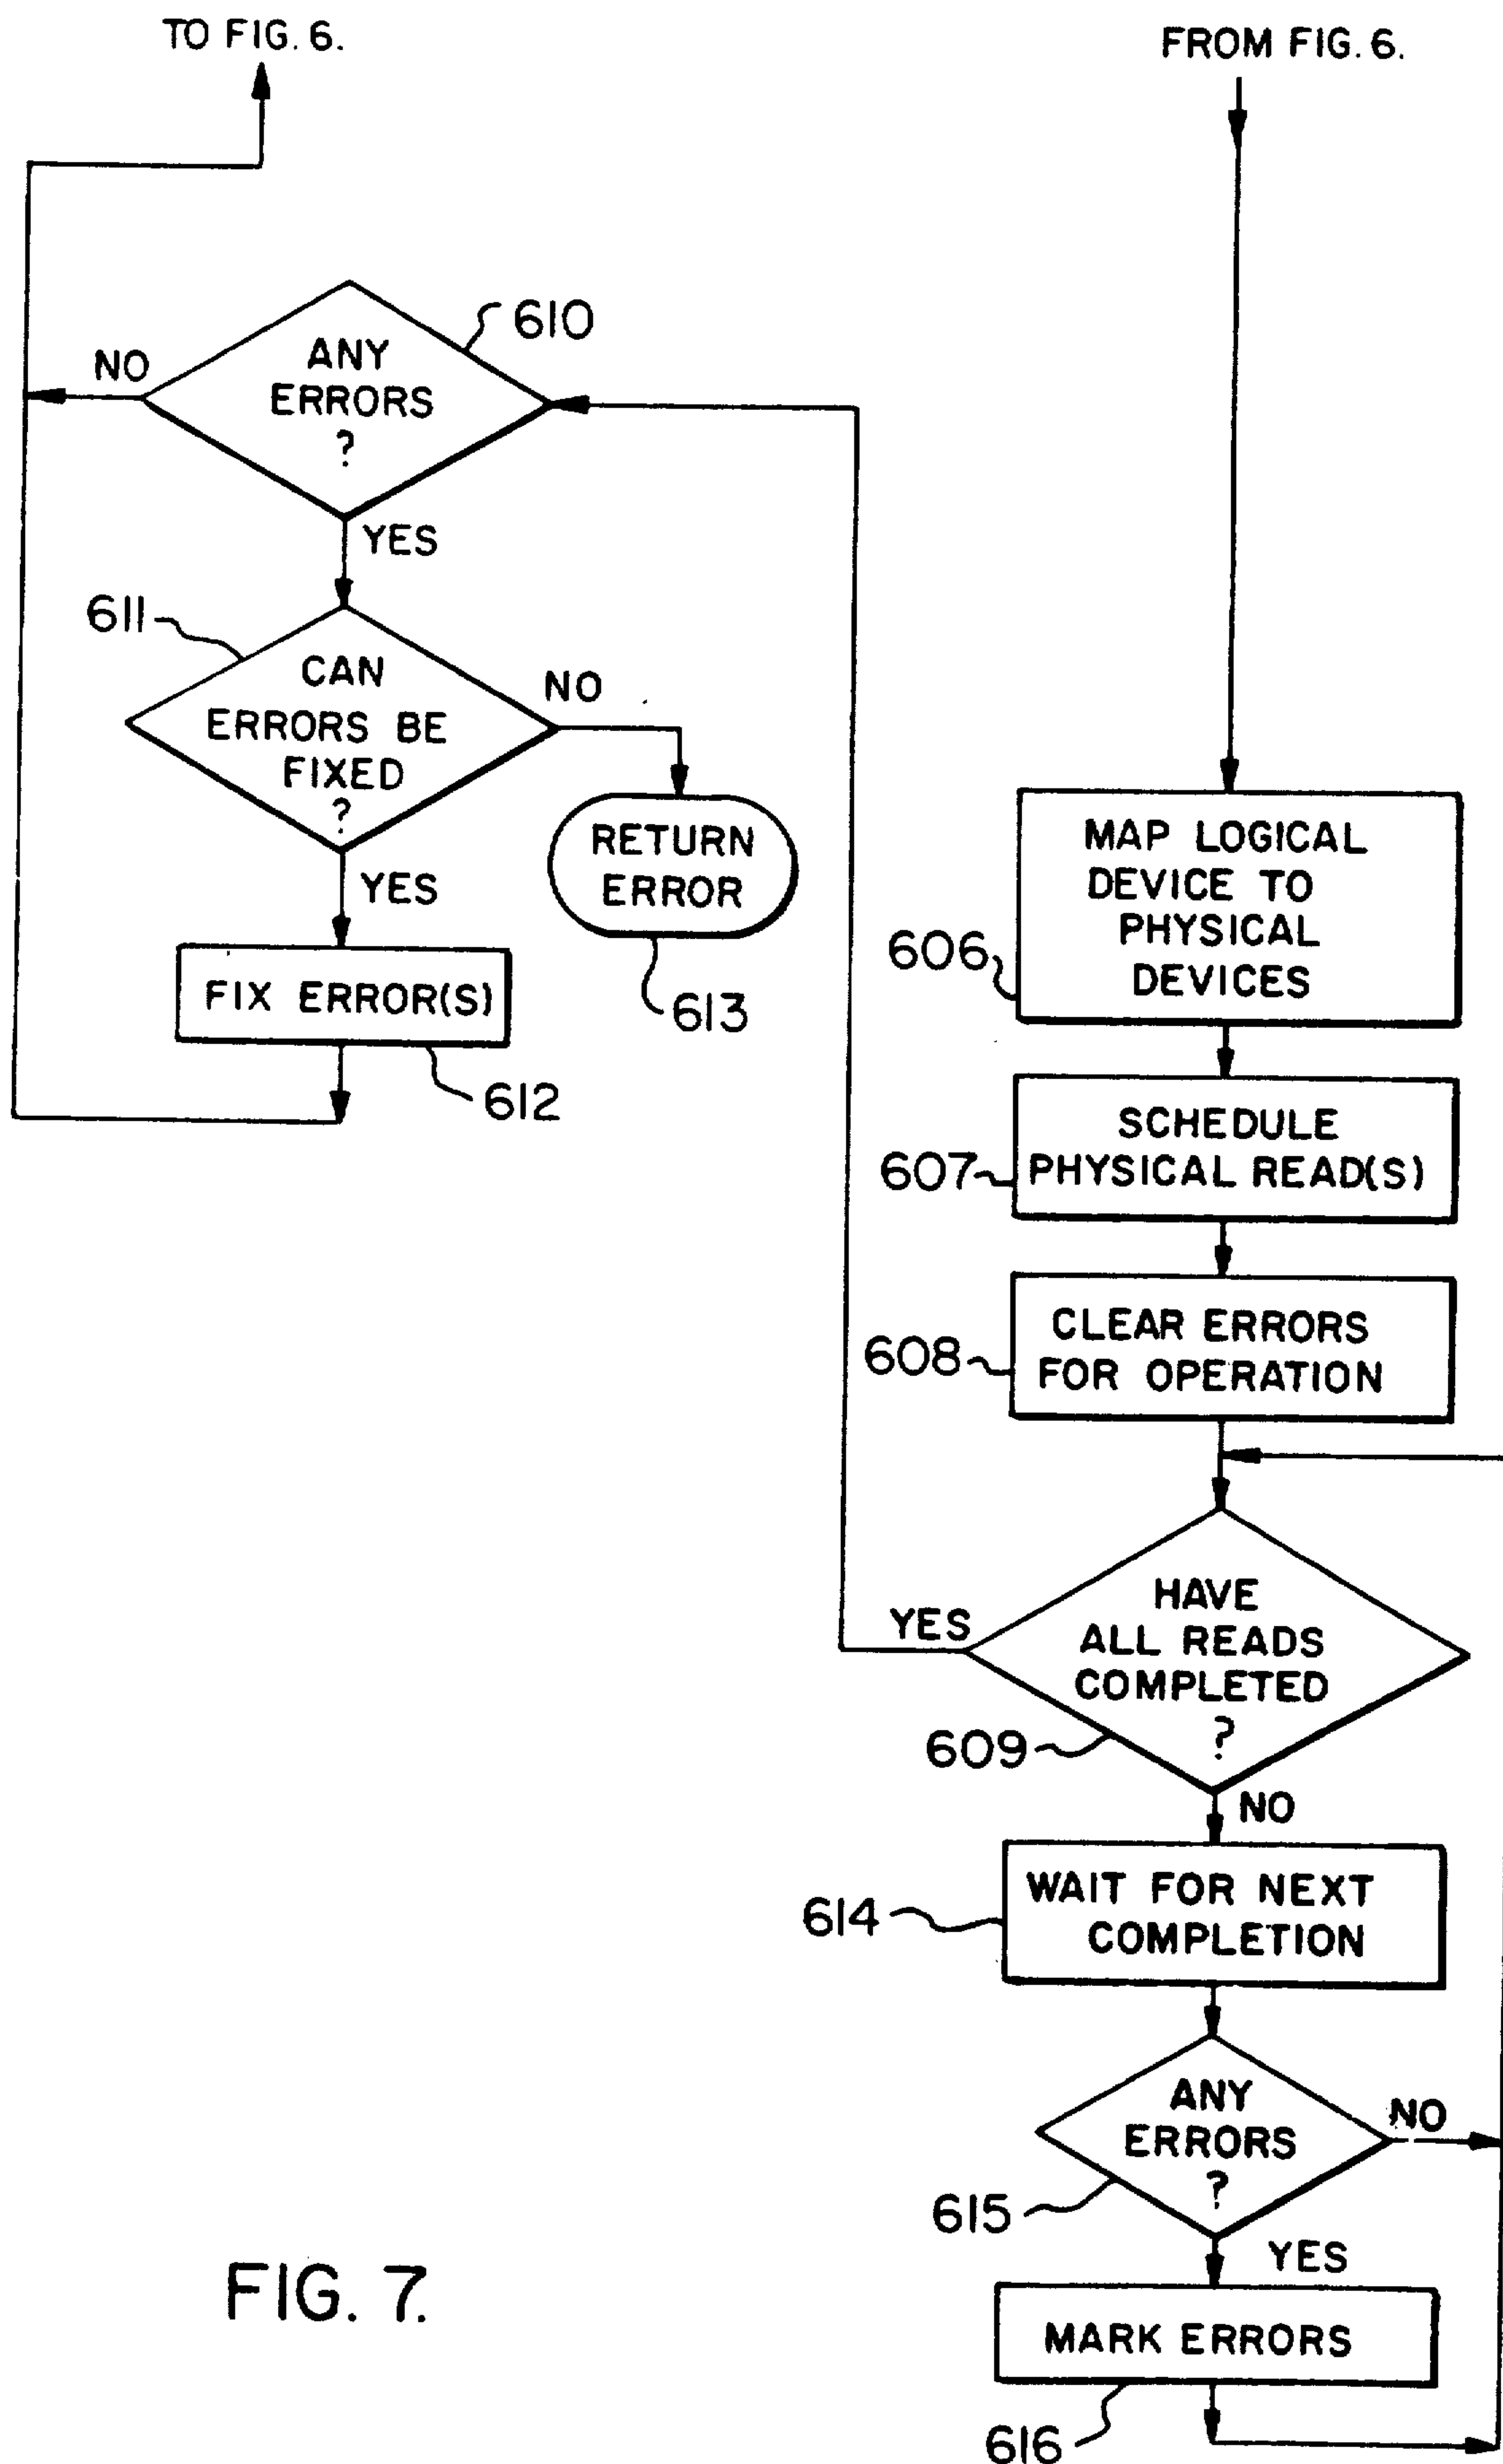 TO FIG. 6.
FROM FIG. 6.
610
ANY
ERRORS
?
NO
YES
611
CAN
ERRORS BE
FIXED
?
NO
YES
RETURN
ERROR
613
FIX ERROR(S)
612
MAP LOGICAL
DEVICE TO
PHYSICAL
DEVICES
606
SCHEDULE
PHYSICAL READ(S)
607
CLEAR ERRORS
FOR OPERATION
608
HAVE
ALL READS
COMPLETED
?
YES
609
NO
WAIT FOR NEXT
COMPLETION
614
ANY
ERRORS
?
NO
615
YES
MARK ERRORS
616
FIG. 7.